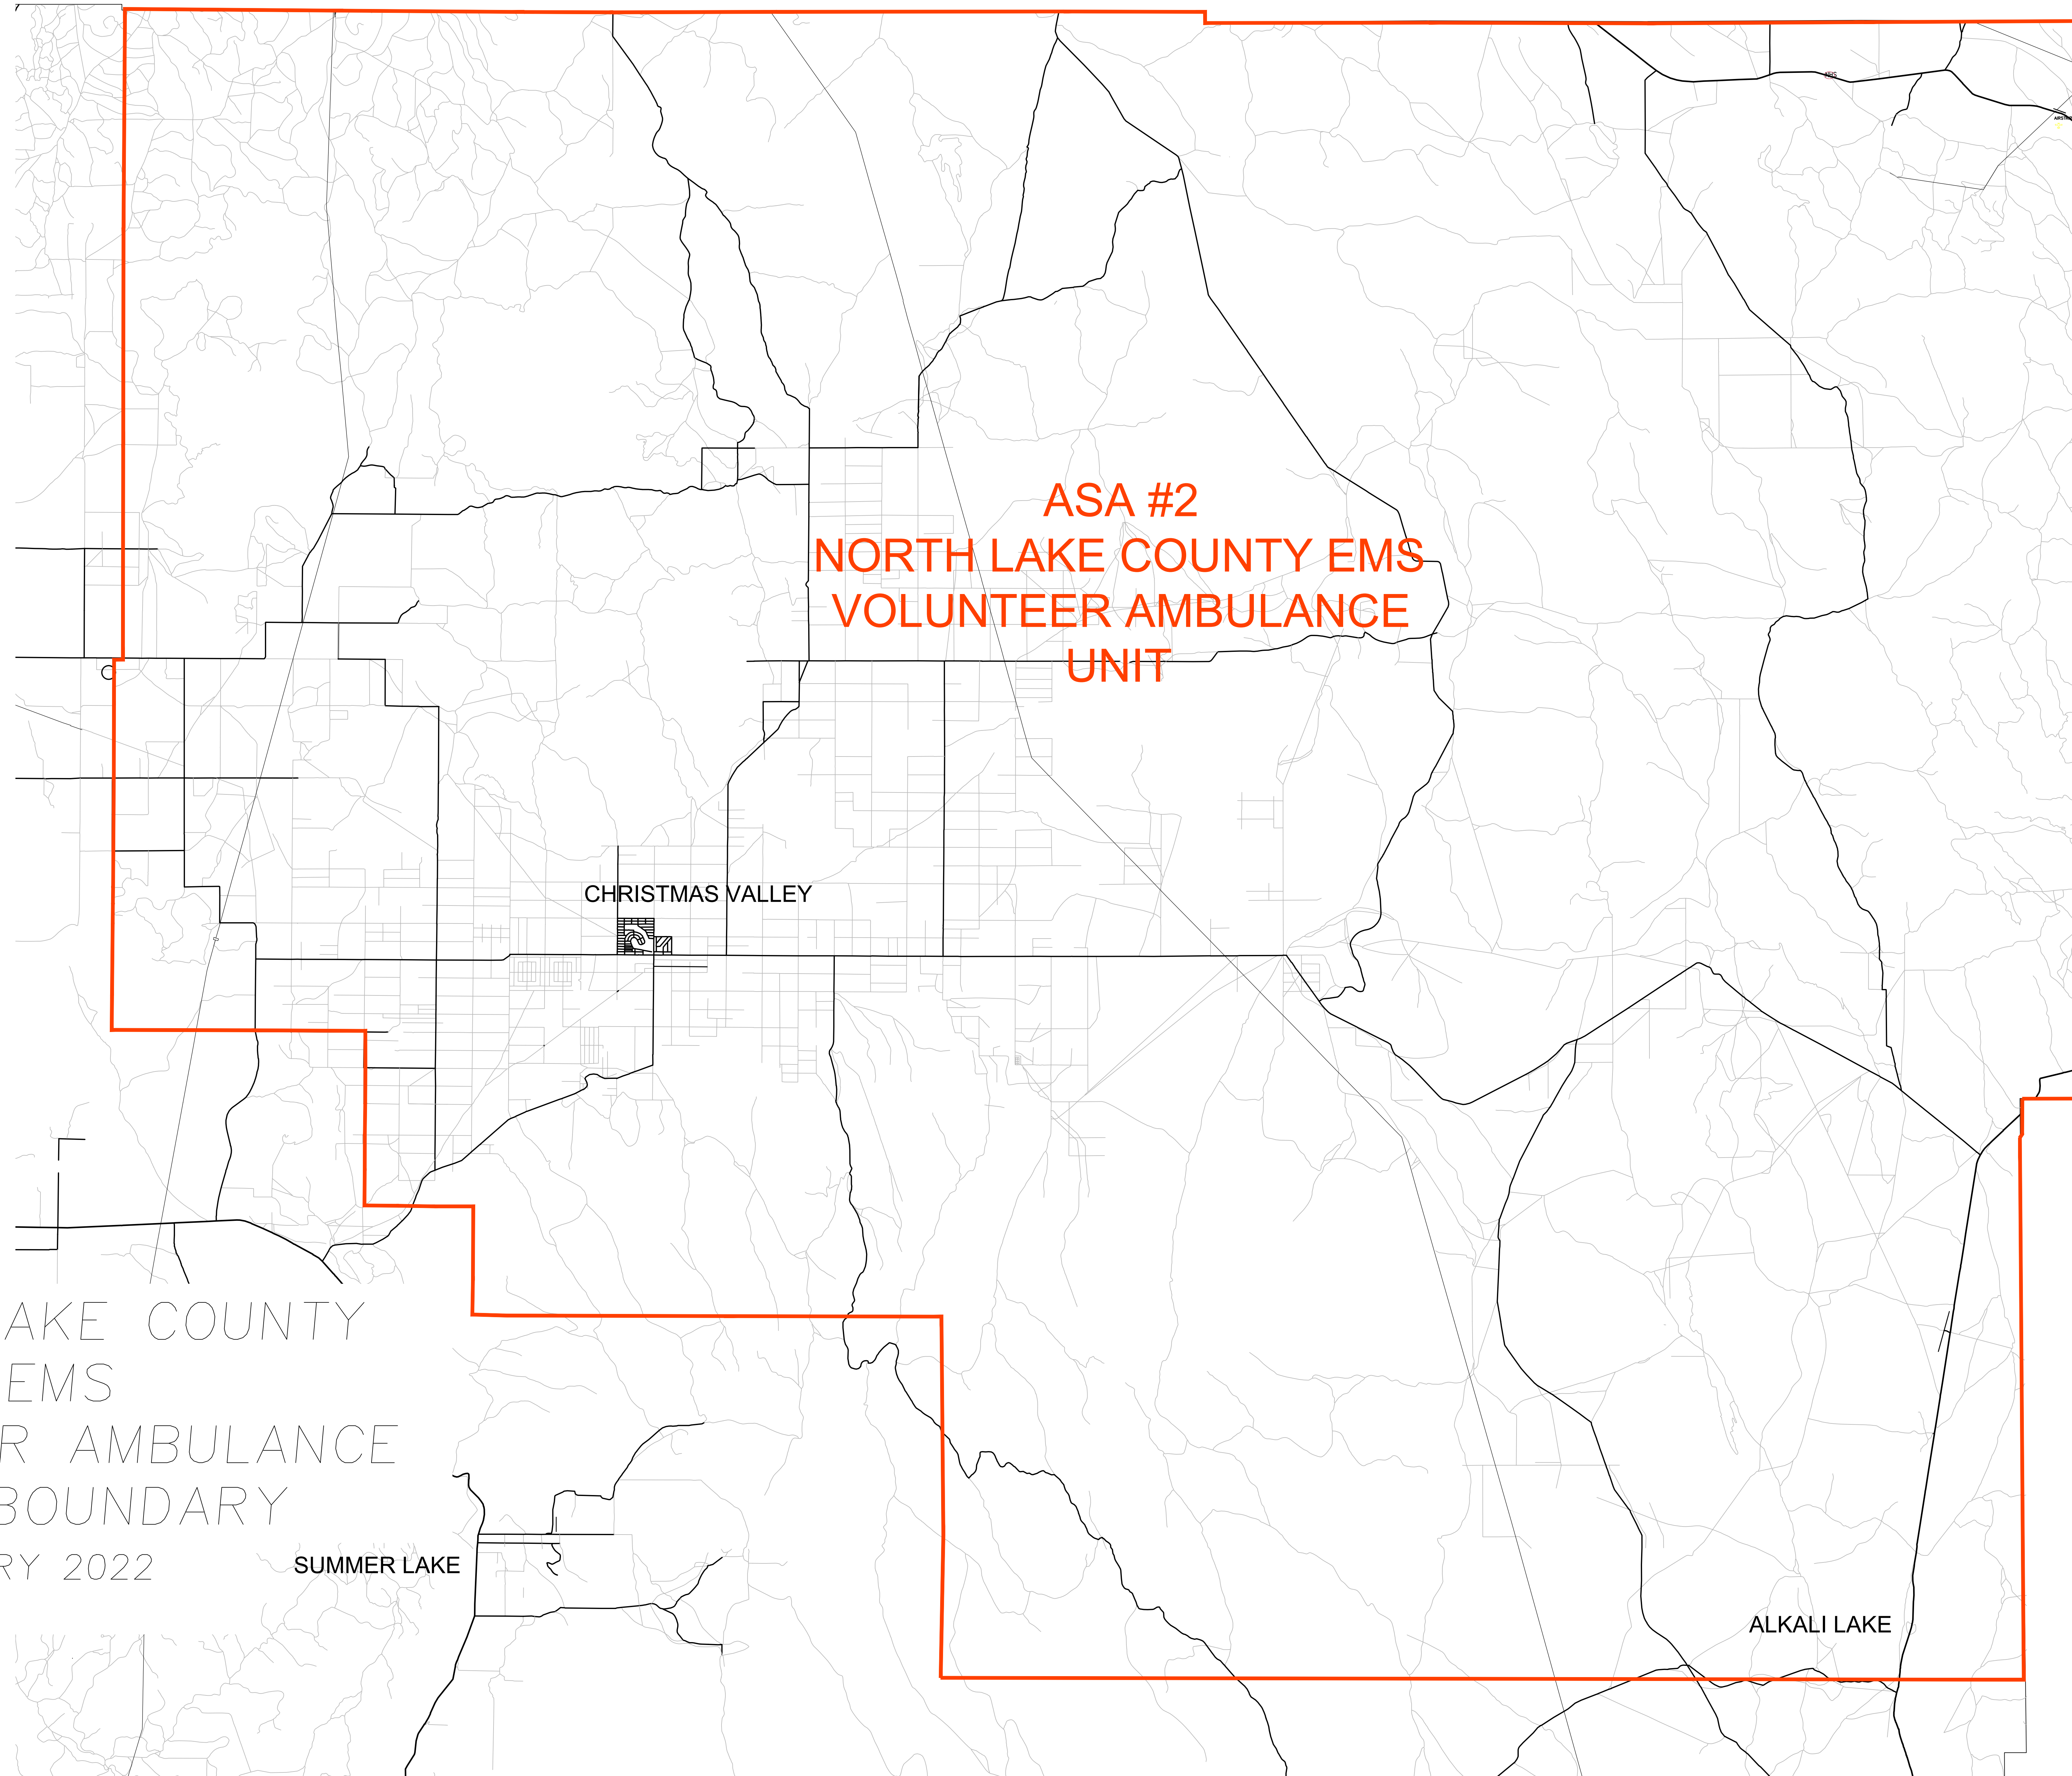 AIRSTRIP
ASA #2
NORTH LAKE COUNTY EMS
VOLUNTEER AMBULANCE
UNIT
CHRISTMAS VALLEY
AKE COUNTY
EMS
R AMBULANCE
BOUNDARY
RY 2022
SUMMER LAKE
ALKALI LAKE